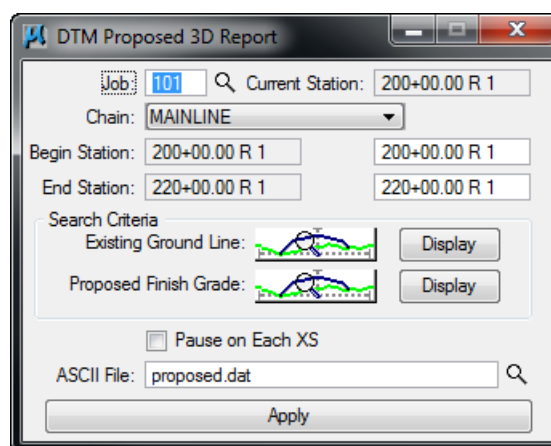 DTM Proposed 3D Report
Job: 101 Current Station: 200+00.00 R 1
Chain: MAINLINE
Begin Station: 200+00.00 R 1 200+00.00 R 1
End Station: 220+00.00 R 1 220+00.00 R 1
Search Criteria
Existing Ground Line: Display
Proposed Finish Grade: Display
Pause on Each XS
ASCII File: proposed.dat
Apply